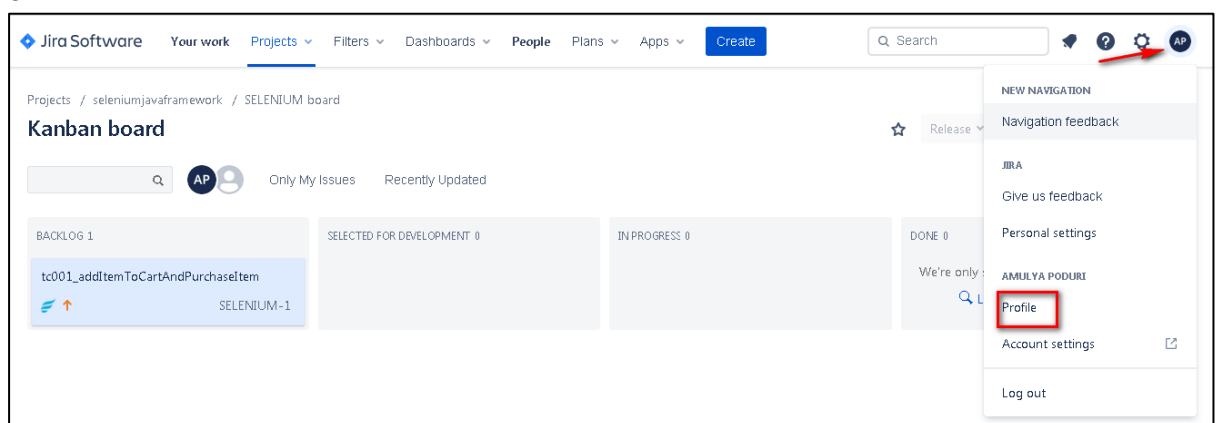 Jira Software Your work Projects Filters Dashboards People Plans Apps Create Search AP
Projects / seleniumjavaframework / SELENIUM board
Kanban board
Release
AP Only My Issues Recently Updated
BACKLOG 1 SELECTED FOR DEVELOPMENT 0 IN PROGRESS 0 DONE 0
tc001_addItemToCartAndPurchaseItem
SELENIUM-1
We're only
NEW NAVIGATION
Navigation feedback
JIRA
Give us feedback
Personal settings
AMULYA PODURI
Profile
Account settings
Log out